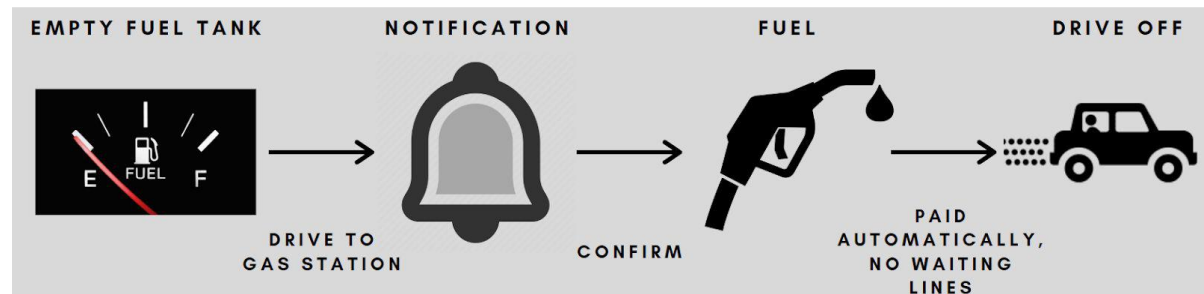 EMPTY FUEL TANK
NOTIFICATION
FUEL
DRIVE OFF
E
FUEL
F
DRIVE TO
GAS STATION
CONFIRM
PAID
AUTOMATICALLY,
NO WAITING
LINES